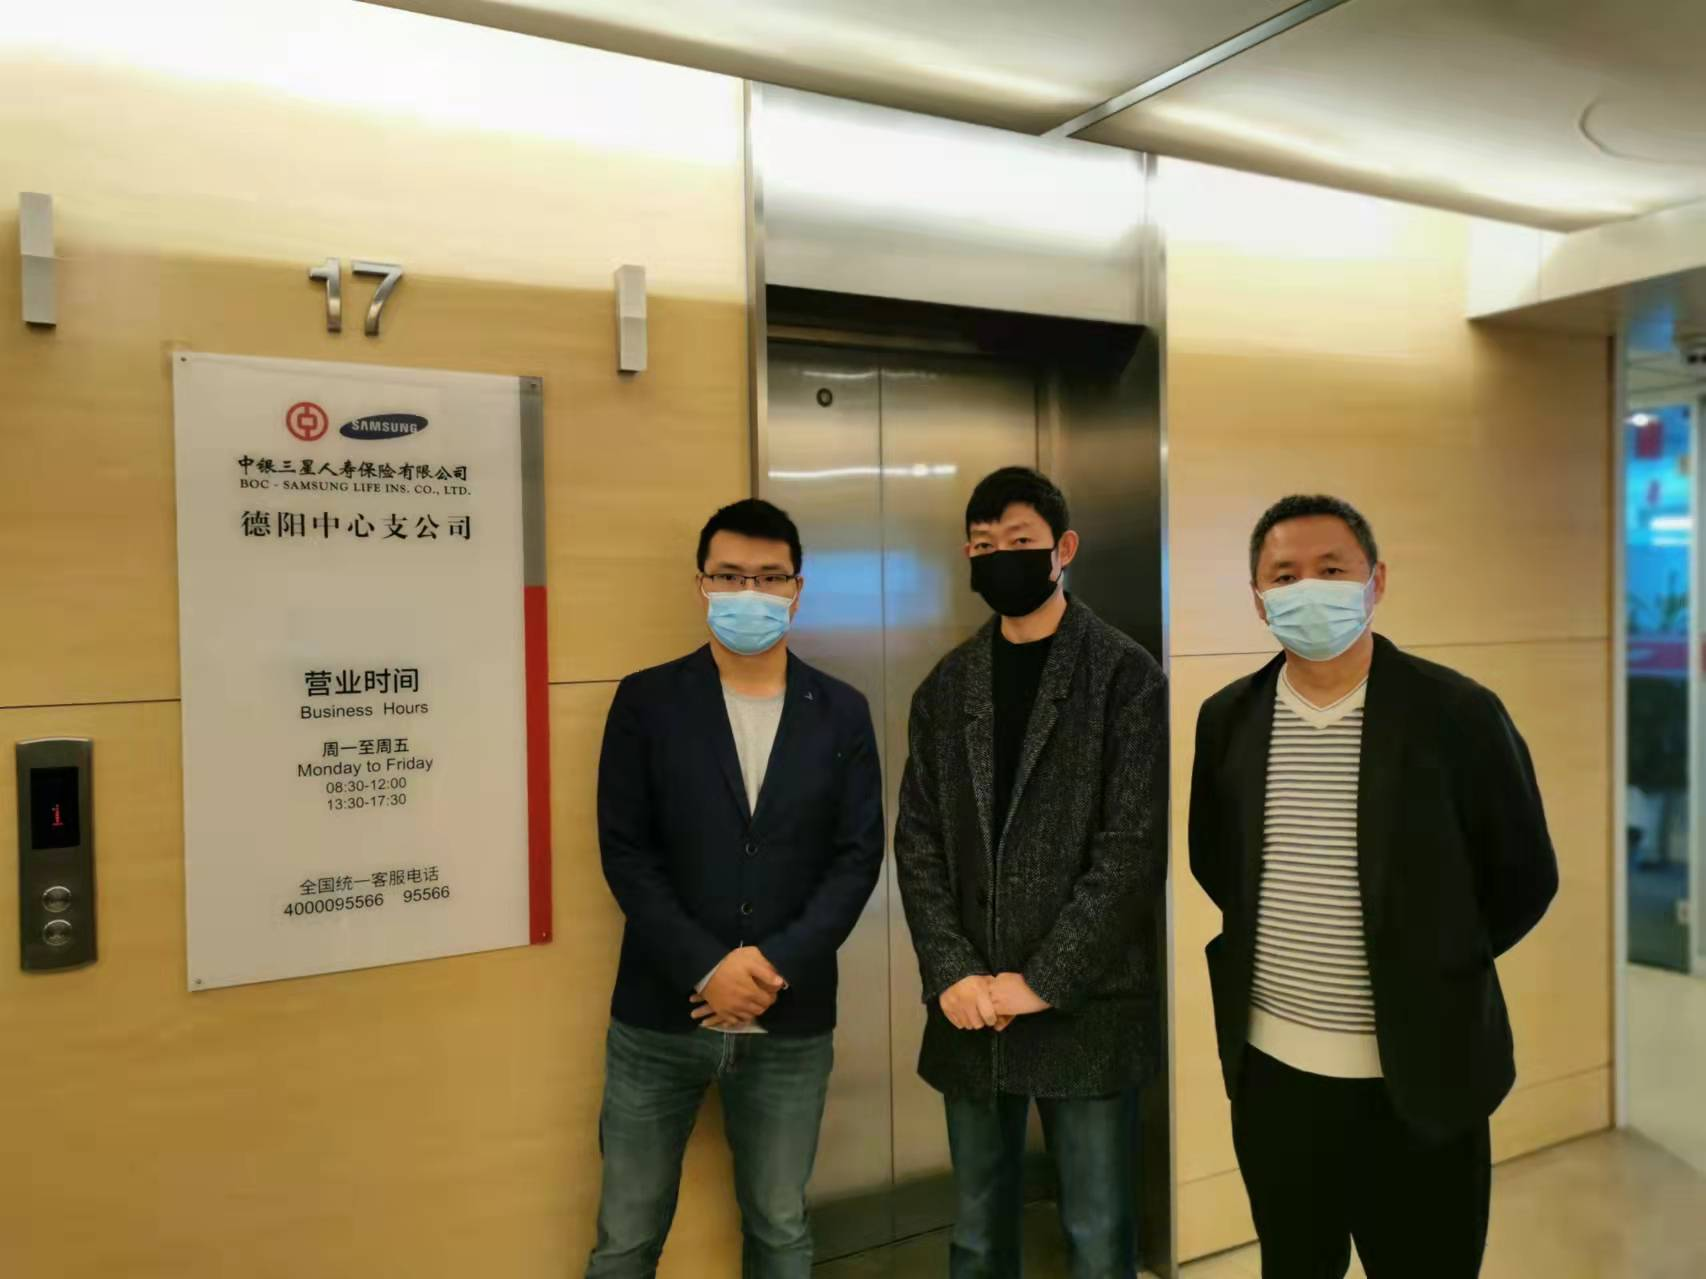 17
SAMSUNG
中银三星人寿保险有限公司
BOC - SAMSUNG LIFE INS. CO., LTD.
德阳中心支公司
营业时间
Business Hours
周一至周五
Monday to Friday
08:30-12:00
13:30-17:30
全国统一客服电话
4000095566 95566